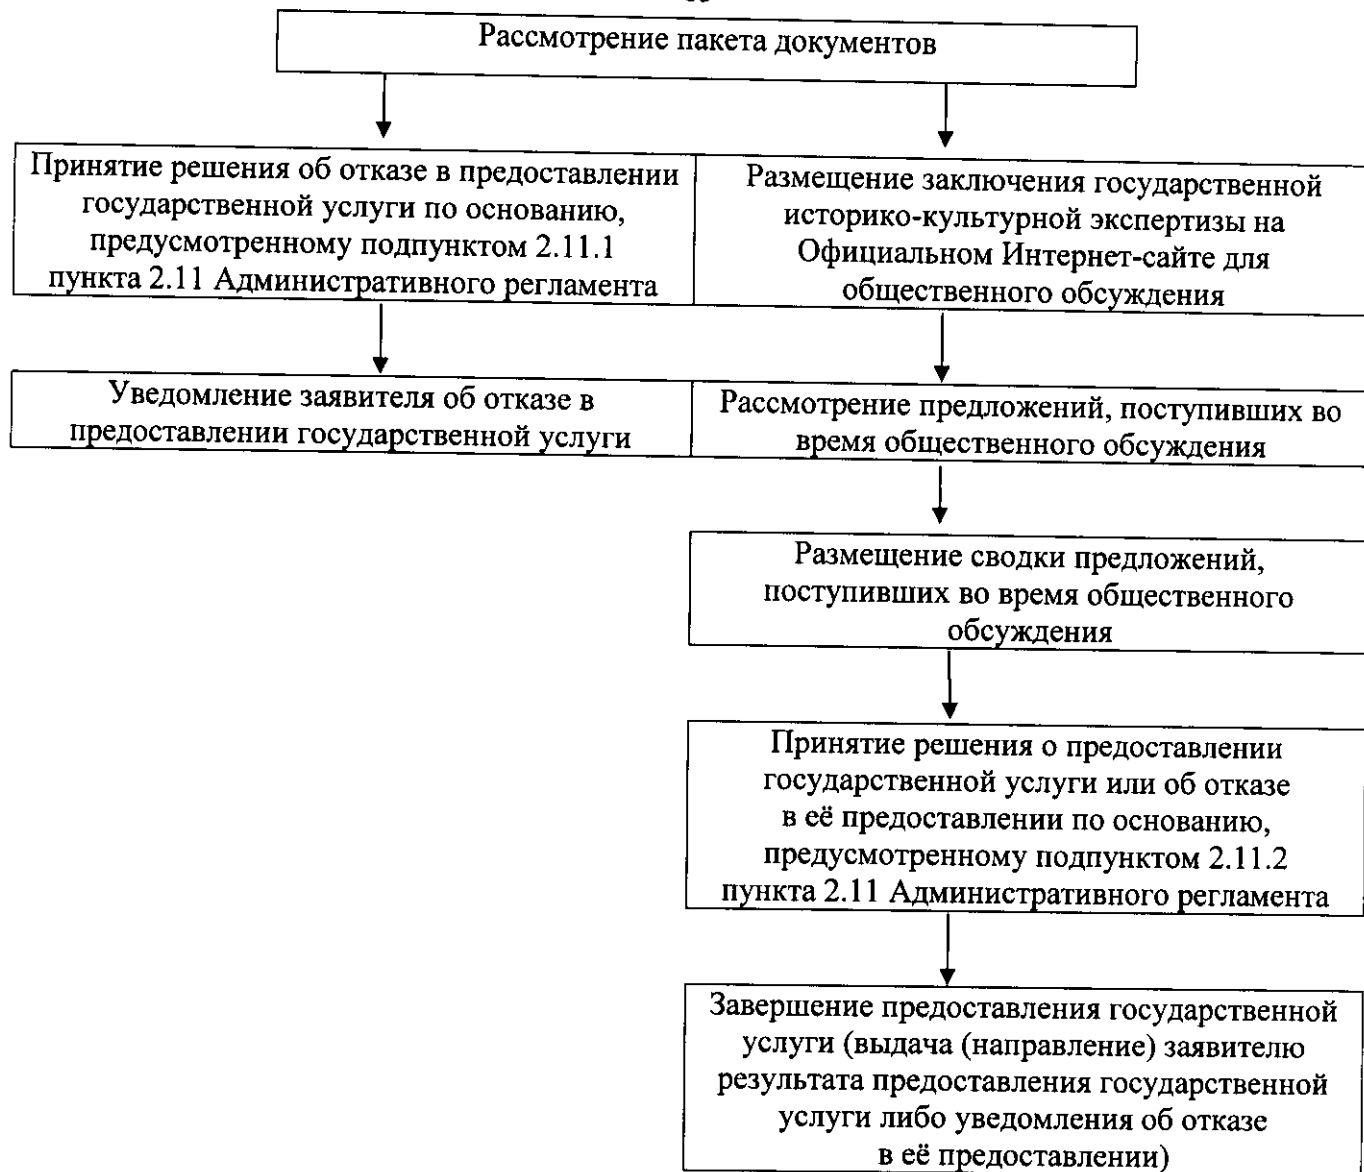 Рассмотрение пакета документов
Принятие решения об отказе в предоставлении
государственной услуги по основанию,
предусмотренному подпунктом 2.11.1
пункта 2.11 Административного регламента
Размещение заключения государственной
историко-культурной экспертизы на
Официальном Интернет-сайте для
общественного обсуждения
Уведомление заявителя об отказе в
предоставлении государственной услуги
Рассмотрение предложений, поступивших во
время общественного обсуждения
Размещение сводки предложений,
поступивших во время общественного
обсуждения
Принятие решения о предоставлении
государственной услуги или об отказе
в её предоставлении по основанию,
предусмотренному подпунктом 2.11.2
пункта 2.11 Административного регламента
Завершение предоставления государственной
услуги (выдача (направление) заявителю
результата предоставления государственной
услуги либо уведомления об отказе
в её предоставлении)